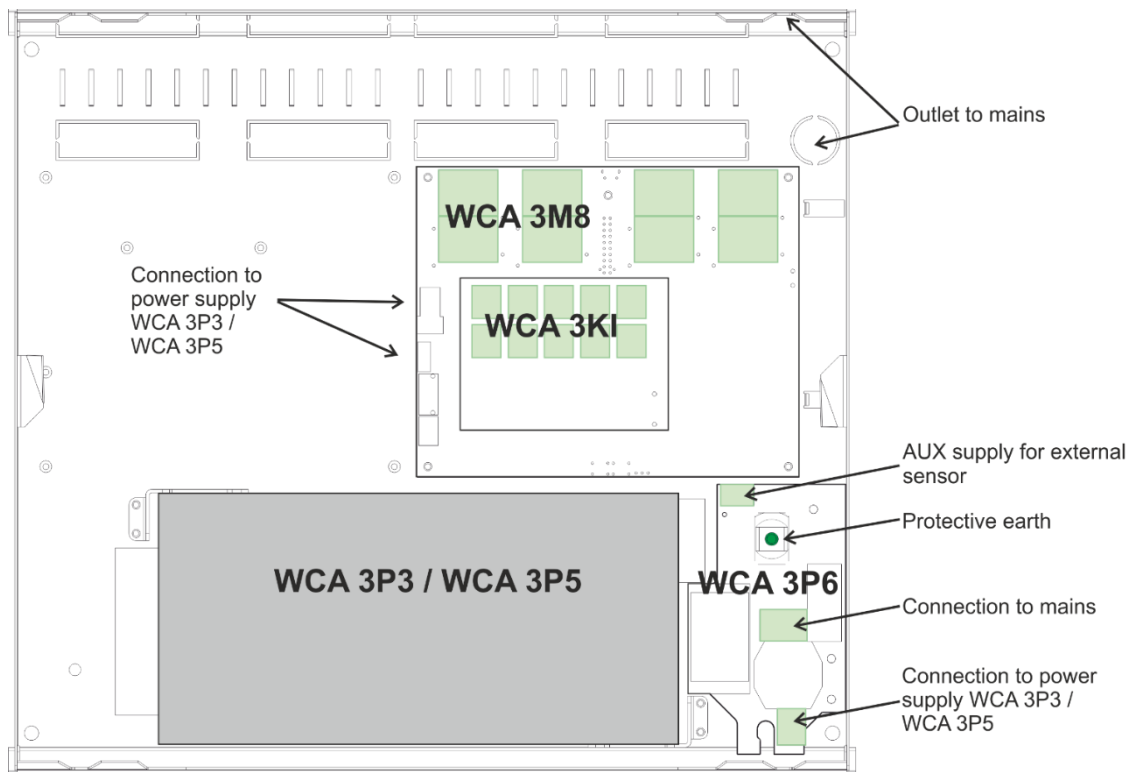 Outlet to mains
WCA 3M8
Connection to
power supply
WCA 3P3 /
WCA 3P5
WCA 3KI
AUX supply for external
sensor
Protective earth
WCA 3P3 / WCA 3P5
WCA 3P6
Connection to mains
Connection to power
supply WCA 3P3 /
WCA 3P5